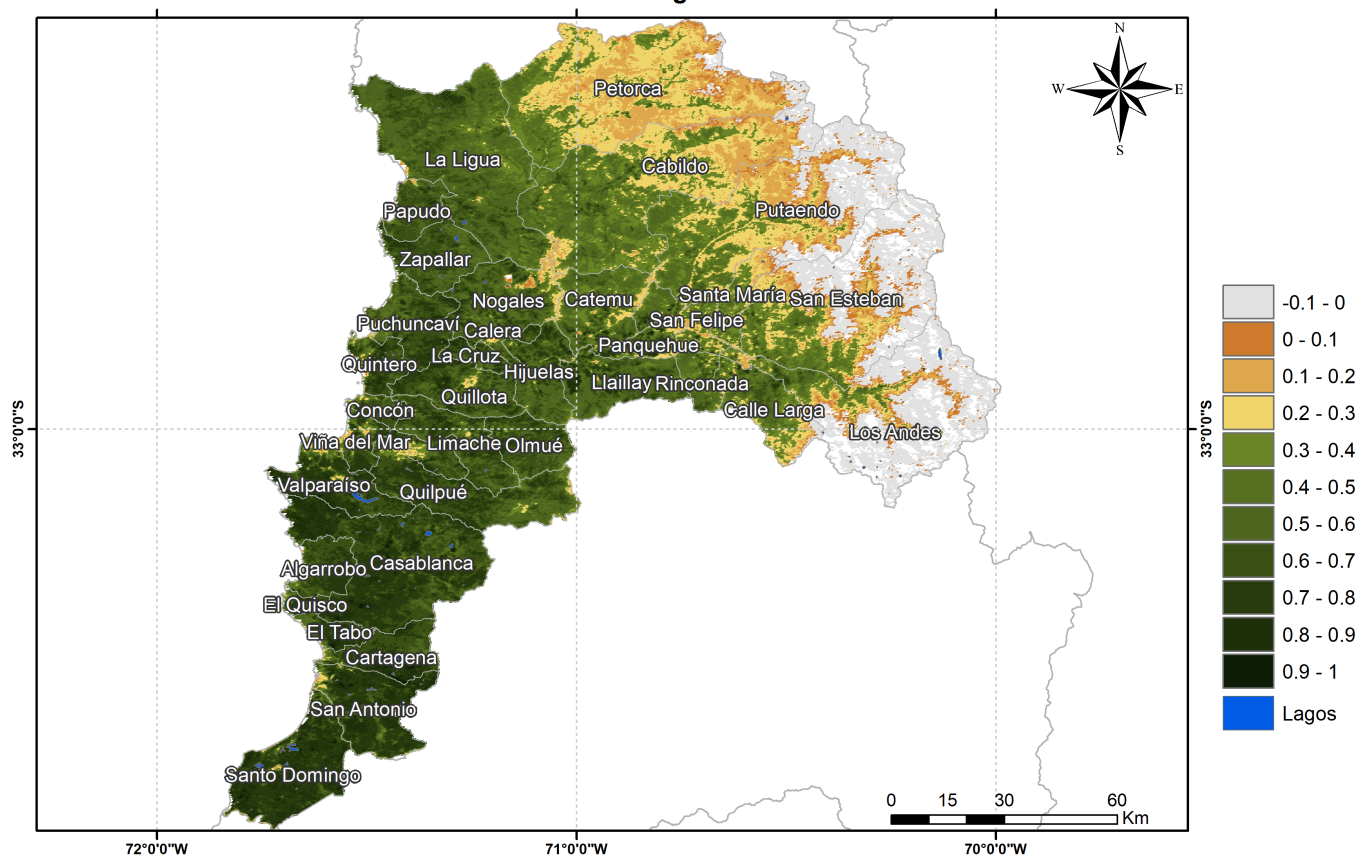 N
W E
S
Petorca
La Ligua
Cabildo
Papudo
Putaendo
Zapallar
Nogales
Catemu
Santa María
San Esteban
Puchuncaví
Calera
San Felipe
Quintero
La Cruz
Panquehue
Hijuelas
Llaillay
Rinconada
Quillota
Concón
Calle Larga
Viña del Mar
Limache
Olmué
Los Andes
Valparaíso
Quilpué
Algarrobo
Casablanca
El Quisco
El Tabo
Cartagena
San Antonio
Santo Domingo
33°0'0"S
33°0'0"S
-0.1 - 0
0 - 0.1
0.1 - 0.2
0.2 - 0.3
0.3 - 0.4
0.4 - 0.5
0.5 - 0.6
0.6 - 0.7
0.7 - 0.8
0.8 - 0.9
0.9 - 1
Lagos
0 15 30 60
Km
72°0'0"W
71°0'0"W
70°0'0"W